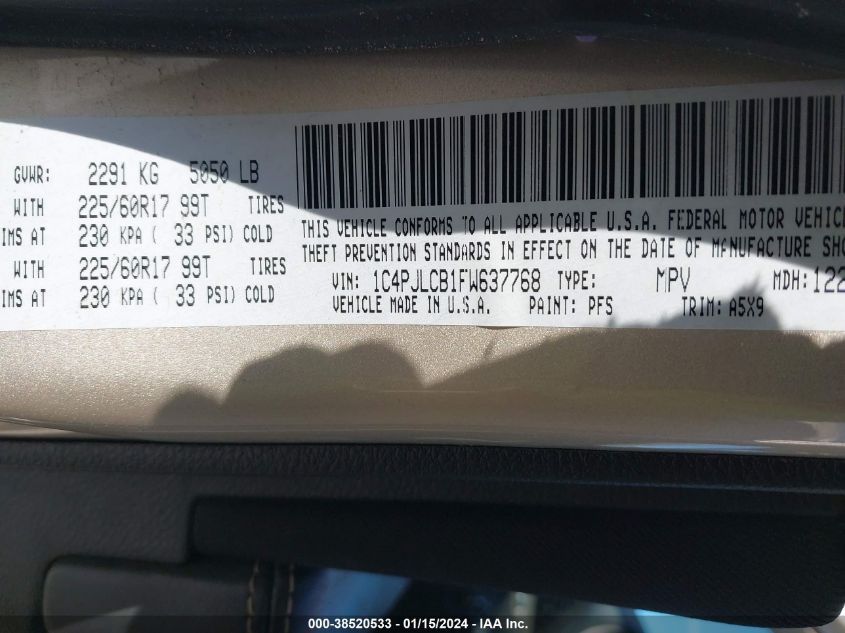 GVWR: 2291 KG 5050 LB
WITH 225/60R17 99T TIRES
IMS AT 230 KPA ( 33 PSI) COLD
WITH 225/60R17 99T TIRES
IMS AT 230 KPA ( 33 PSI) COLD
THIS VEHICLE CONFORMS TO ALL APPLICABLE U.S.A. FEDERAL MOTOR VEHICLE
THEFT PREVENTION STANDARDS IN EFFECT ON THE DATE OF MANUFACTURE SHO
VIN: 1C4PJLCB1FW637768 TYPE: MPV MDH: 122
VEHICLE MADE IN U.S.A. PAINT: PFS TRIM: A5X9
000-38520533 - 01/15/2024 - IAA Inc.